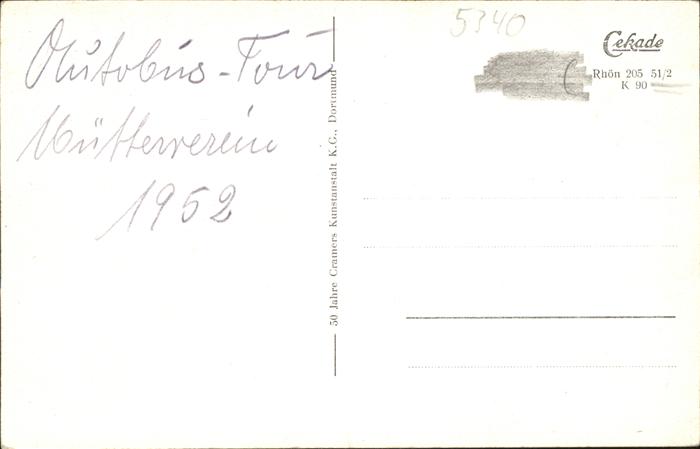 Autobus-Tour
Mütterverein
1952
50 Jahre Cramers Kunstanstalt K.G., Dortmund
5340
Cekade
Rhön 205 51/2
K 90